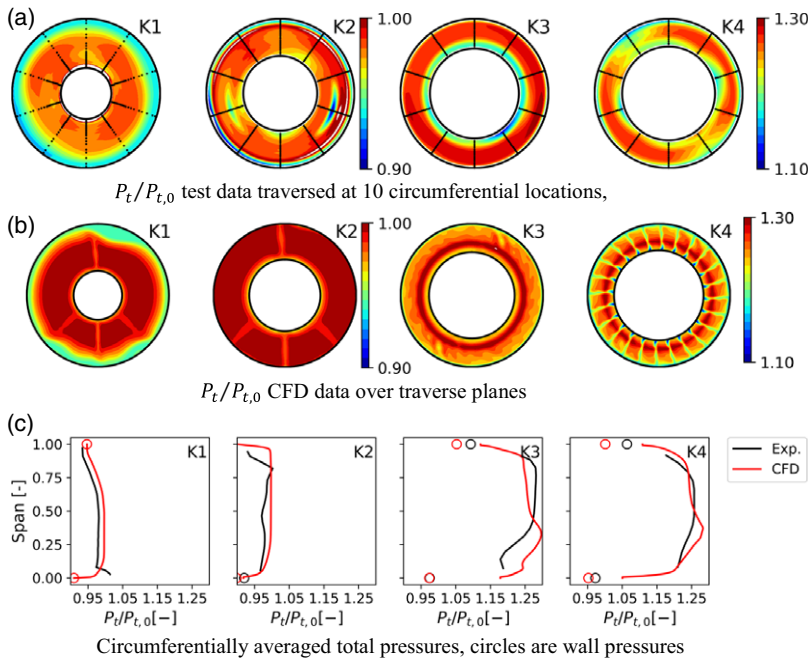 (a)
K1
K2
1.00
0.90
K3
K4
1.30
1.10
P_t/P_{t,0} test data traversed at 10 circumferential locations,
(b)
K1
K2
1.00
0.90
K3
K4
1.30
1.10
P_t/P_{t,0} CFD data over traverse planes
(c)
Span [-]
1.00
0.75
0.50
0.25
0.00
K1
K2
K3
K4
Exp.
CFD
0.95 1.05 1.15 1.25
0.95 1.05 1.15 1.25
0.95 1.05 1.15 1.25
0.95 1.05 1.15 1.25
P_t/P_{t,0}[−]
P_t/P_{t,0}[−]
P_t/P_{t,0}[−]
P_t/P_{t,0}[−]
Circumferentially averaged total pressures, circles are wall pressures